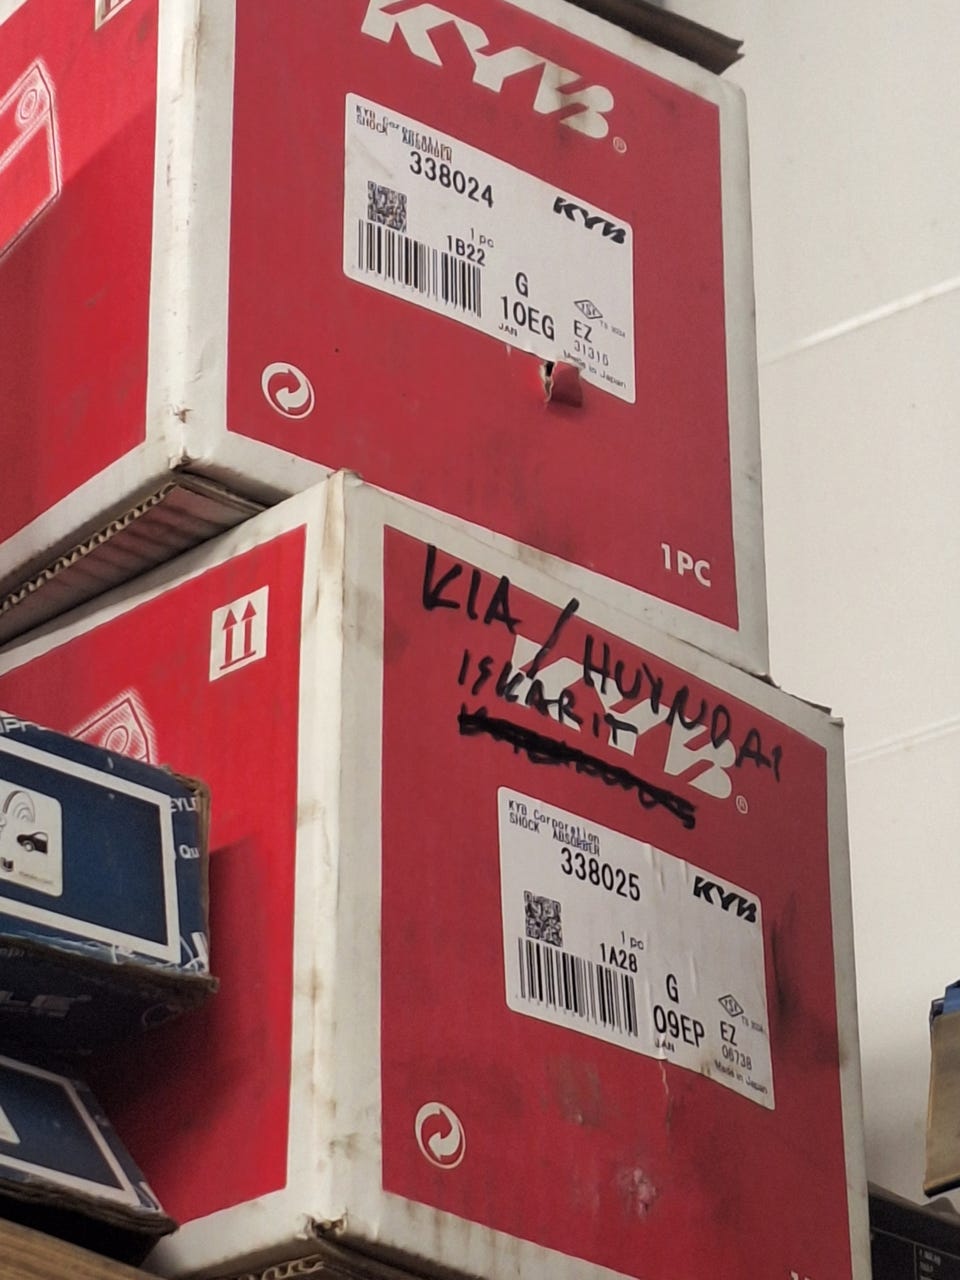 KYB
KYB Corporation
SHOCK ABSORBER
338024
KYB
1 pc
1B22
G
10EG
JAN
EZ
31316
Made in Japan
1PC
KIA / HUYNDAI
ISKARIT
KYB
KYB Corporation
SHOCK ABSORBER
338025
KYB
1 pc
1A28
G
09EP
JAN
EZ
06738
Made in Japan